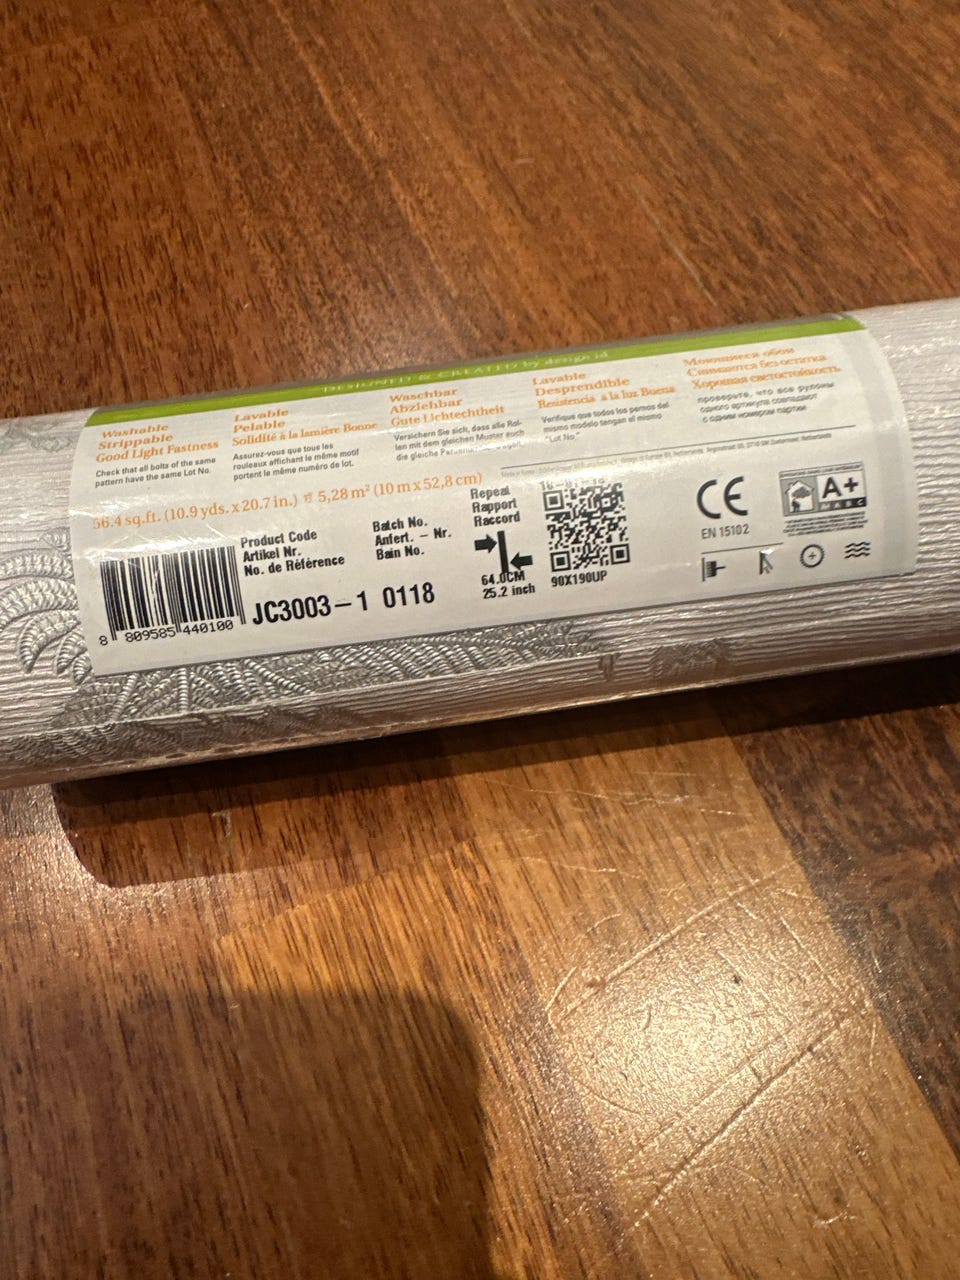 DESIGNED & CREATED by design id
Washable
Strippable
Good Light Fastness
Check that all bolts of the same
pattern have the same Lot No.
Lavable
Pelable
Solidité à la lamière Bonne
Assurez-vous que tous les
rouleaux affichant le même motif
portent le même numéro de lot.
Waschbar
Abziehbar
Gute Lichtechtheit
Versichern Sie sich, dass alle Rol-
len mit dem gleichen Muster auch
die gleiche
Lavable
Desprendible
Resistencia á la luz Buena
Verifique que todos los
mismo modelo tengan el mismo
"Lot No."
Моющиеся обои
Снимаются без остатка
Хорошая светостойкость
проверьте, что все рулоны
одного артикула совпадают
с одним номером партии
56.4 sq.ft. (10.9 yds. x 20.7 in.) 5,28 m² (10 m x 52,8 cm)
Product Code
Artikel Nr.
No. de Référence
Batch No.
Anfert. - Nr.
Bain No.
Repeat
Rapport
Raccord
64.0CM
25.2 inch
JC3003-1 0118
8 809585 440100
90X190UP
CE
EN 15102
A+